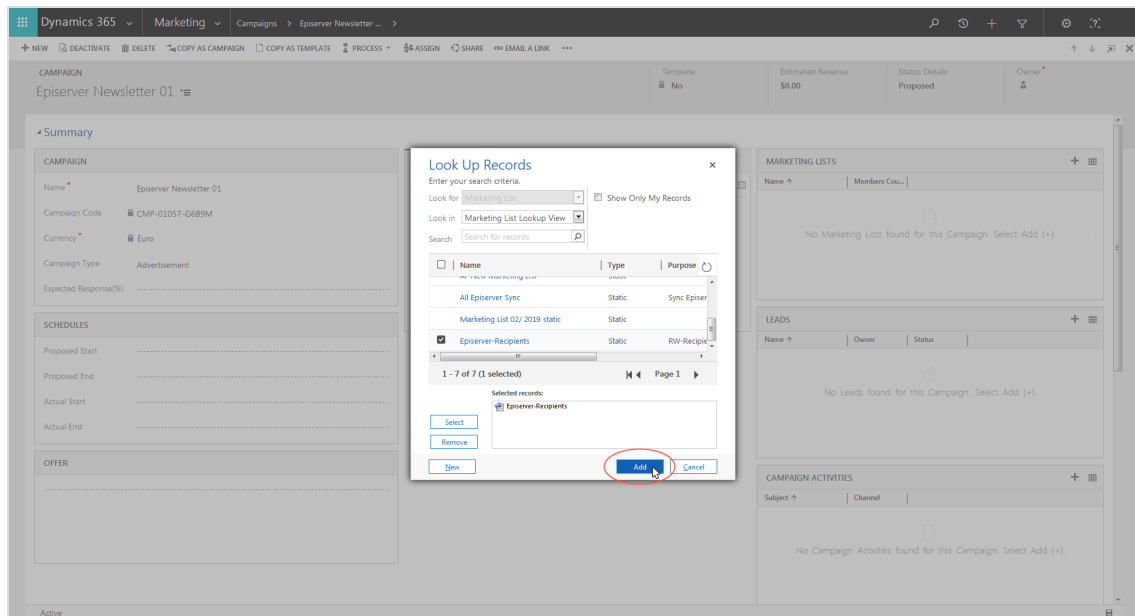 Dynamics 365 Marketing Campaigns > Episerver Newsletter ... >
NEW DEACTIVATE DELETE COPY AS CAMPAIGN COPY AS TEMPLATE PROCESS ASSIGN SHARE EMAIL A LINK
CAMPAIGN
Episerver Newsletter 01
Template
No
Estimated Revenue
$0.00
Status Details
Proposed
Owner*
Summary
CAMPAIGN
Name* Episerver Newsletter 01
Campaign Code CMP-01057-G689M
Currency* Euro
Campaign Type Advertisement
Expected Response(%)
SCHEDULES
Proposed Start
Proposed End
Actual Start
Actual End
OFFER
Look Up Records
Enter your search criteria.
Look for Marketing List Show Only My Records
Look in Marketing List Lookup View
Search Search for records
Name Type Purpose
AP New Marketing List Static
All Episerver Sync Static Sync Episer
Marketing List 02/ 2019 static Static
Episerver-Recipients Static RW-Recipie
1 - 7 of 7 (1 selected) Page 1
Selected records:
Episerver-Recipients
Select
Remove
New Add Cancel
MARKETING LISTS
Name Members Cou...
No Marketing Lists found for this Campaign. Select Add (+).
LEADS
Name Owner Status
No Leads found for this Campaign. Select Add (+).
CAMPAIGN ACTIVITIES
Subject Channel
No Campaign Activities found for this Campaign. Select Add (+).
Active